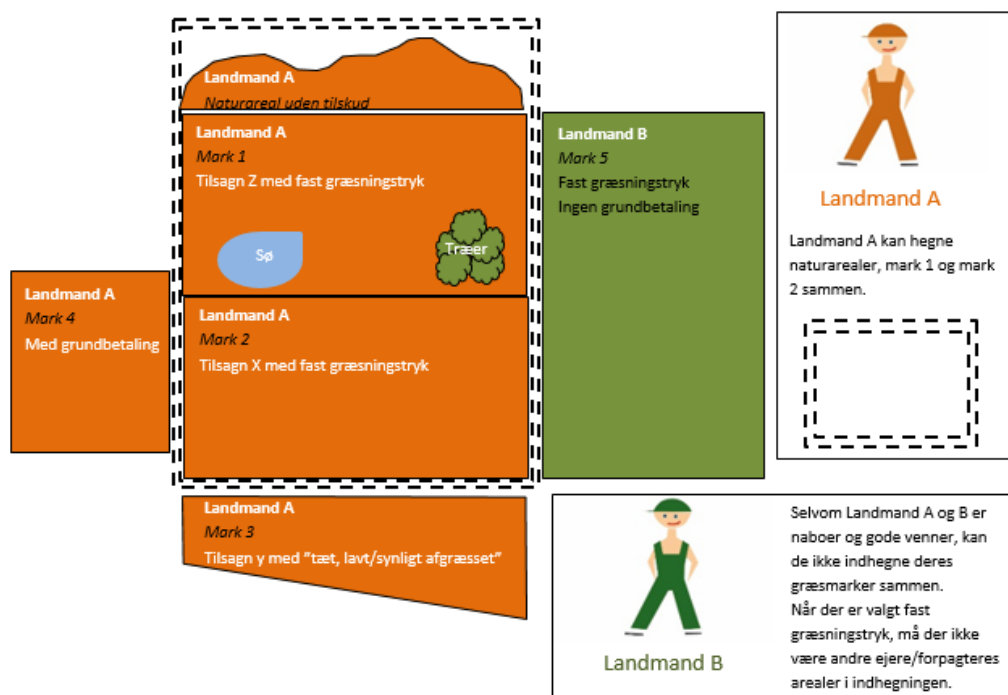 Landmand A
Naturareal uden tilskud
Landmand A
Mark 1
Tilsagn Z med fast græsningstryk
Sø
Træer
Landmand A
Mark 4
Med grundbetaling
Landmand A
Mark 2
Tilsagn X med fast græsningstryk
Landmand A
Mark 3
Tilsagn y med ”tæt, lavt/synligt afgræsset”
Landmand B
Mark 5
Fast græsningstryk
Ingen grundbetaling
Landmand A
Landmand A kan hegne
naturarealer, mark 1 og mark
2 sammen.
Landmand B
Selvom Landmand A og B er
naboer og gode venner, kan
de ikke indhegne deres
græsmarker sammen.
Når der er valgt fast
græsningstryk, må der ikke
være andre ejere/forpagteres
arealer i indhegningen.